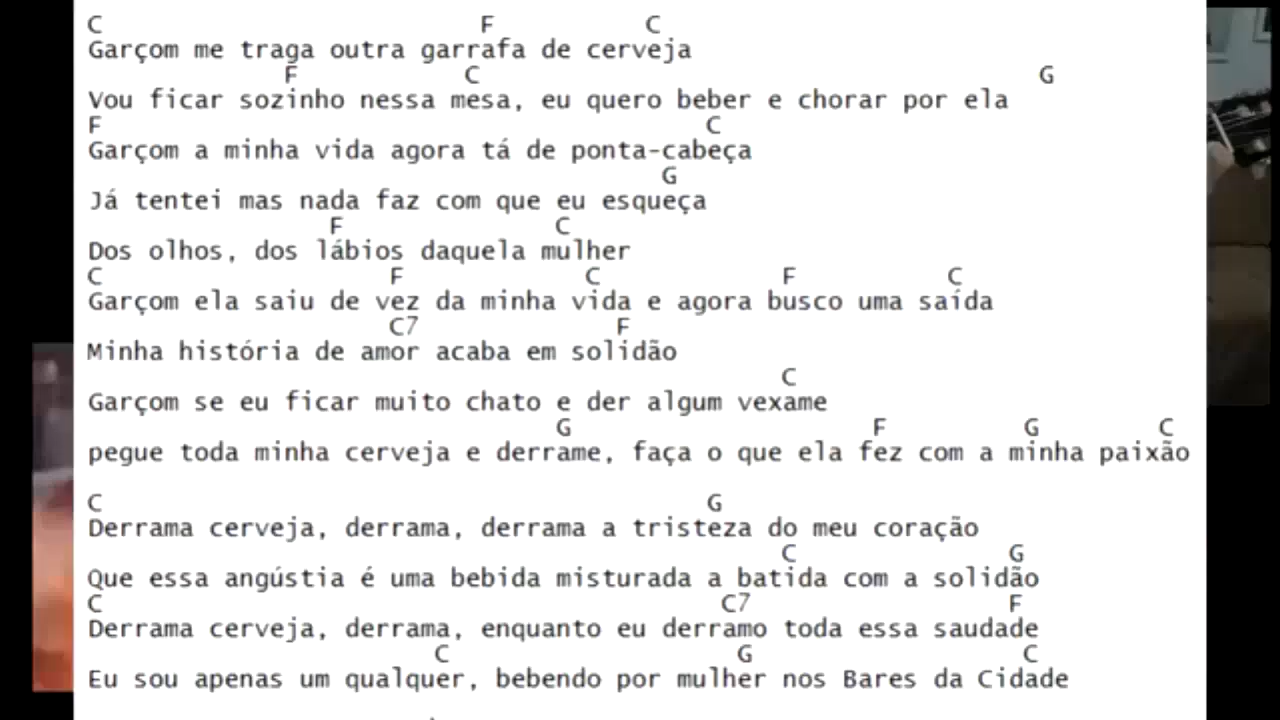 C F C
Garçom me traga outra garrafa de cerveja
F C G
Vou ficar sozinho nessa mesa, eu quero beber e chorar por ela
F C
Garçom a minha vida agora tá de ponta-cabeça
G
Já tentei mas nada faz com que eu esqueça
F C
Dos olhos, dos lábios daquela mulher
C F C F C
Garçom ela saiu de vez da minha vida e agora busco uma saída
C7 F
Minha história de amor acaba em solidão
C
Garçom se eu ficar muito chato e der algum vexame
G F G C
pegue toda minha cerveja e derrame, faça o que ela fez com a minha paixão
C G
Derrama cerveja, derrama, derrama a tristeza do meu coração
C G
Que essa angústia é uma bebida misturada a batida com a solidão
C C7 F
Derrama cerveja, derrama, enquanto eu derramo toda essa saudade
C G C
Eu sou apenas um qualquer, bebendo por mulher nos Bares da Cidade